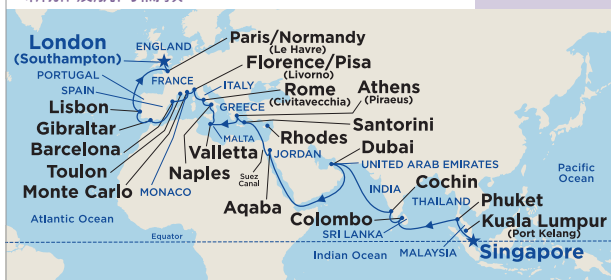 London
(Southampton)
ENGLAND
Paris/Normandy
(Le Havre)
PORTUGAL
FRANCE
Florence/Pisa
(Livorno)
SPAIN
ITALY
Rome
(Civitavecchia)
Athens
(Piraeus)
Lisbon
GREECE
Gibraltar
Santorini
Barcelona
MALTA
Rhodes
Toulon
Valletta
JORDAN
Dubai
Monte Carlo
MONACO
Naples
Suez
Canal
UNITED ARAB EMIRATES
Pacific
Ocean
Aqaba
INDIA
Cochin
THAILAND
Phuket
Atlantic Ocean
Colombo
Kuala Lumpur
(Port Kelang)
SRI LANKA
Equator
MALAYSIA
Singapore
Indian Ocean